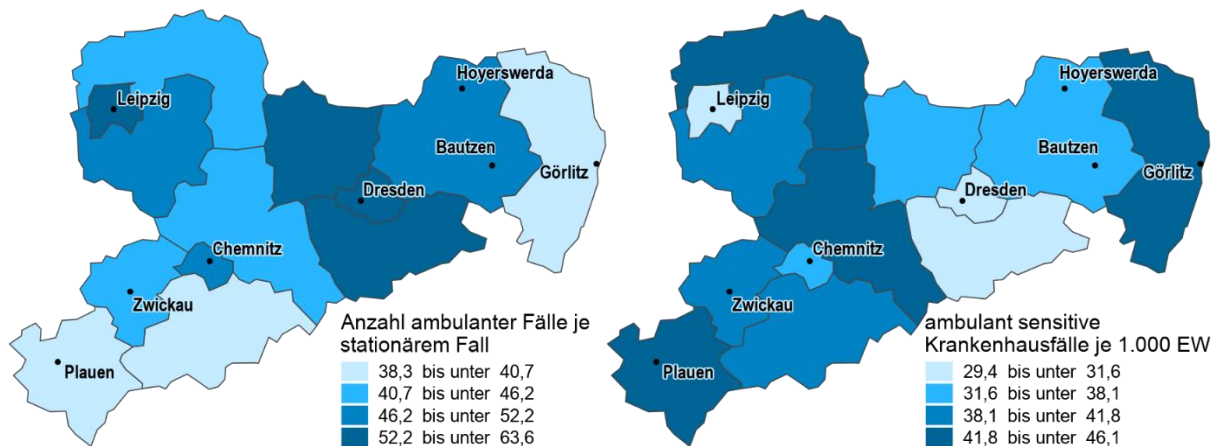 Hoyerswerda
Leipzig
Bautzen
Görlitz
Dresden
Chemnitz
Zwickau
Plauen
Anzahl ambulanter Fälle je
stationärem Fall
38,3 bis unter 40,7
40,7 bis unter 46,2
46,2 bis unter 52,2
52,2 bis unter 63,6
Hoyerswerda
Leipzig
Bautzen
Görlitz
Dresden
Chemnitz
Zwickau
Plauen
ambulant sensitive
Krankenhausfälle je 1.000 EW
29,4 bis unter 31,6
31,6 bis unter 38,1
38,1 bis unter 41,8
41,8 bis unter 46,1